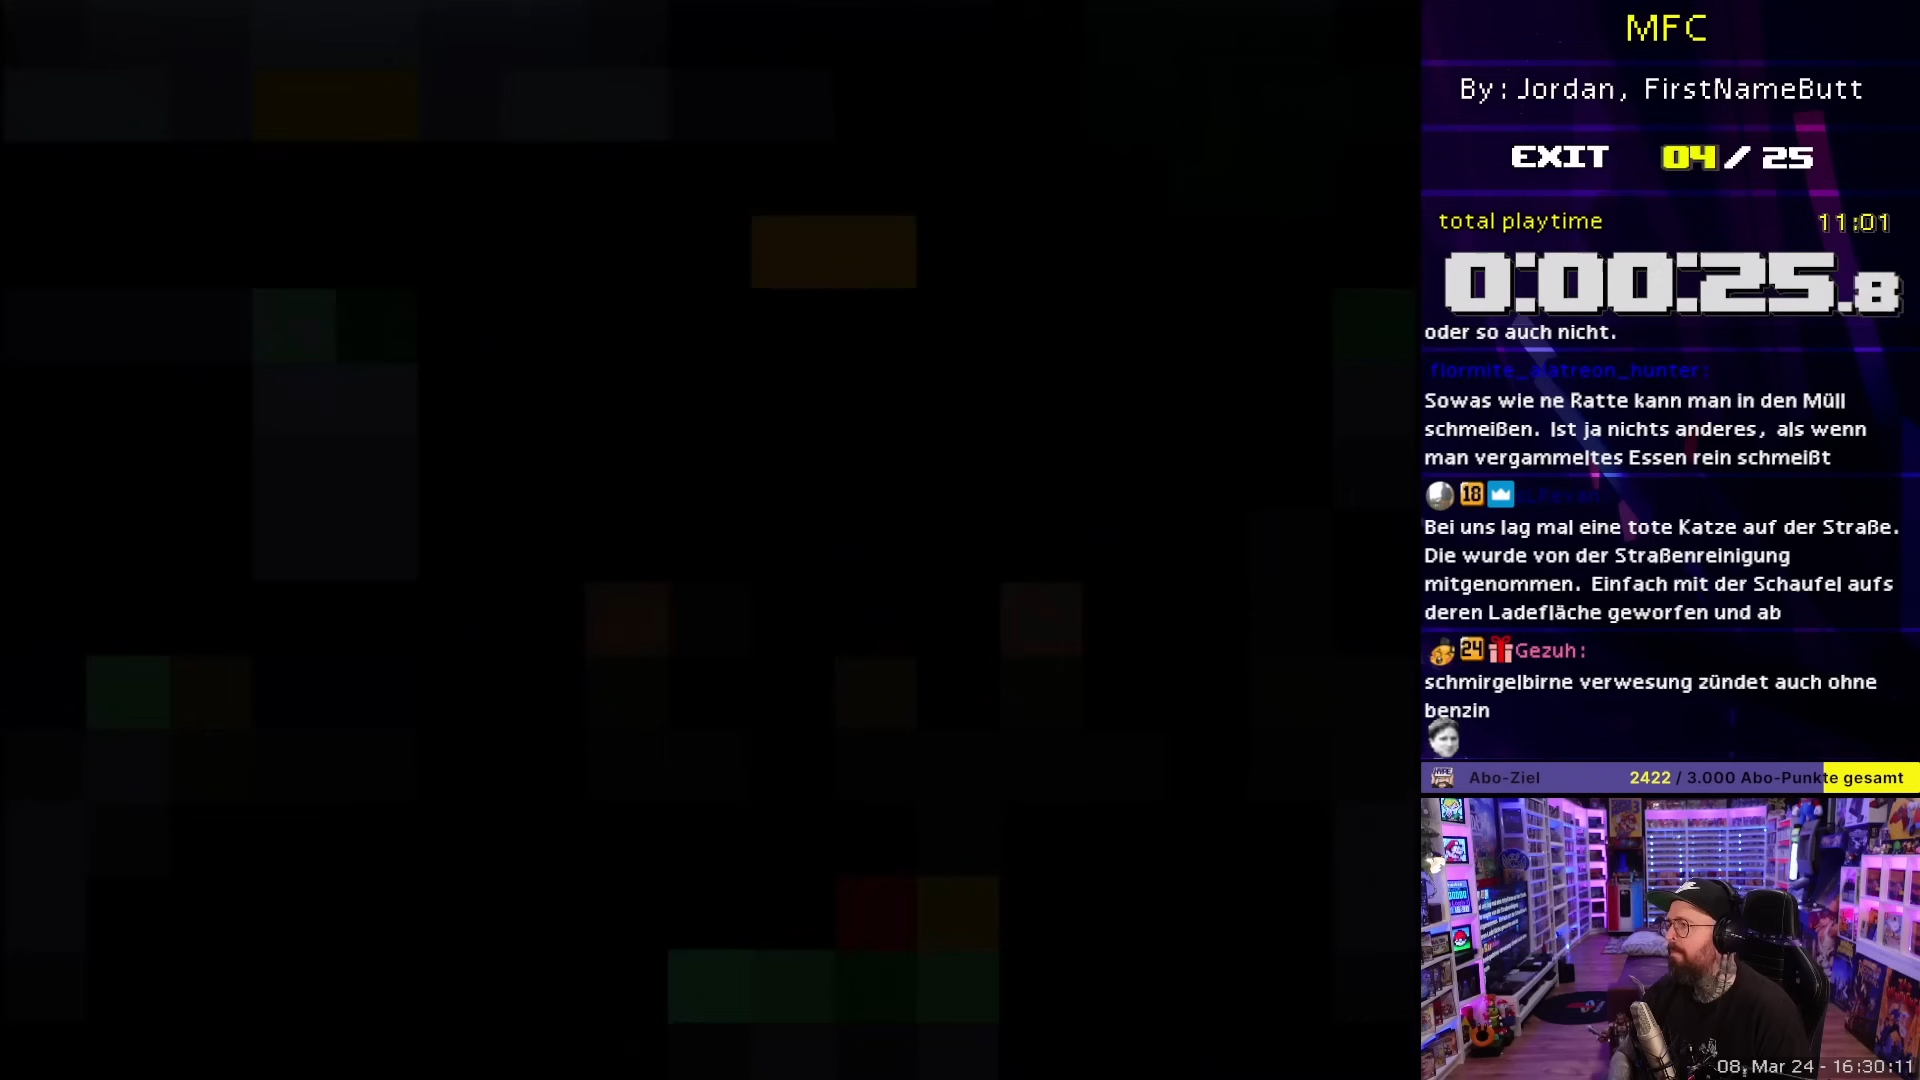 MFC
By: Jordan, FirstNameButt
EXIT 04/ 25
total playtime 11:01
0:00:25.8
oder so auch nicht.
fiormite_alatreon_hunter:
Sowas wie ne Ratte kann man in den Müll
schmeißen. Ist ja nichts anderes, als wenn
man vergammeltes Essen rein schmeißt
18
Bei uns lag mal eine tote Katze auf der Straße.
Die wurde von der Straßenreinigung
mitgenommen. Einfach mit der Schaufel aufs
deren Ladefläche geworfen und ab
24 Gezuh:
schmirgelbirne verwesung zündet auch ohne
benzin
HYPE Abo-Ziel 2422 / 3.000 Abo-Punkte gesamt
08, Mar 24 - 16:30:11